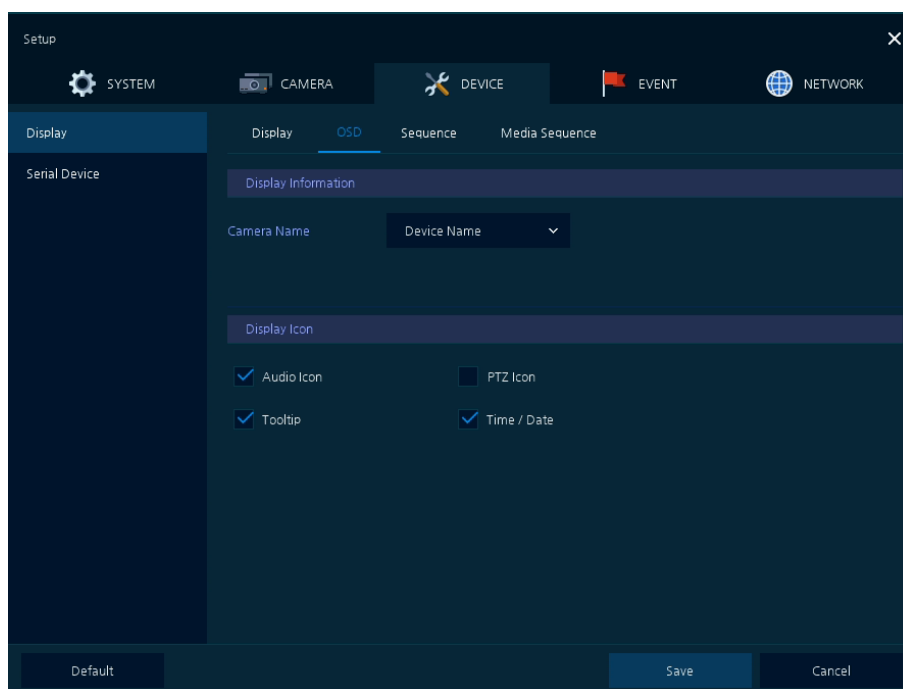 Setup
SYSTEM CAMERA DEVICE EVENT NETWORK
Display Display OSD Sequence Media Sequence
Serial Device
Display Information
Camera Name Device Name
Display Icon
Audio Icon PTZ Icon
Tooltip Time / Date
Default Save Cancel